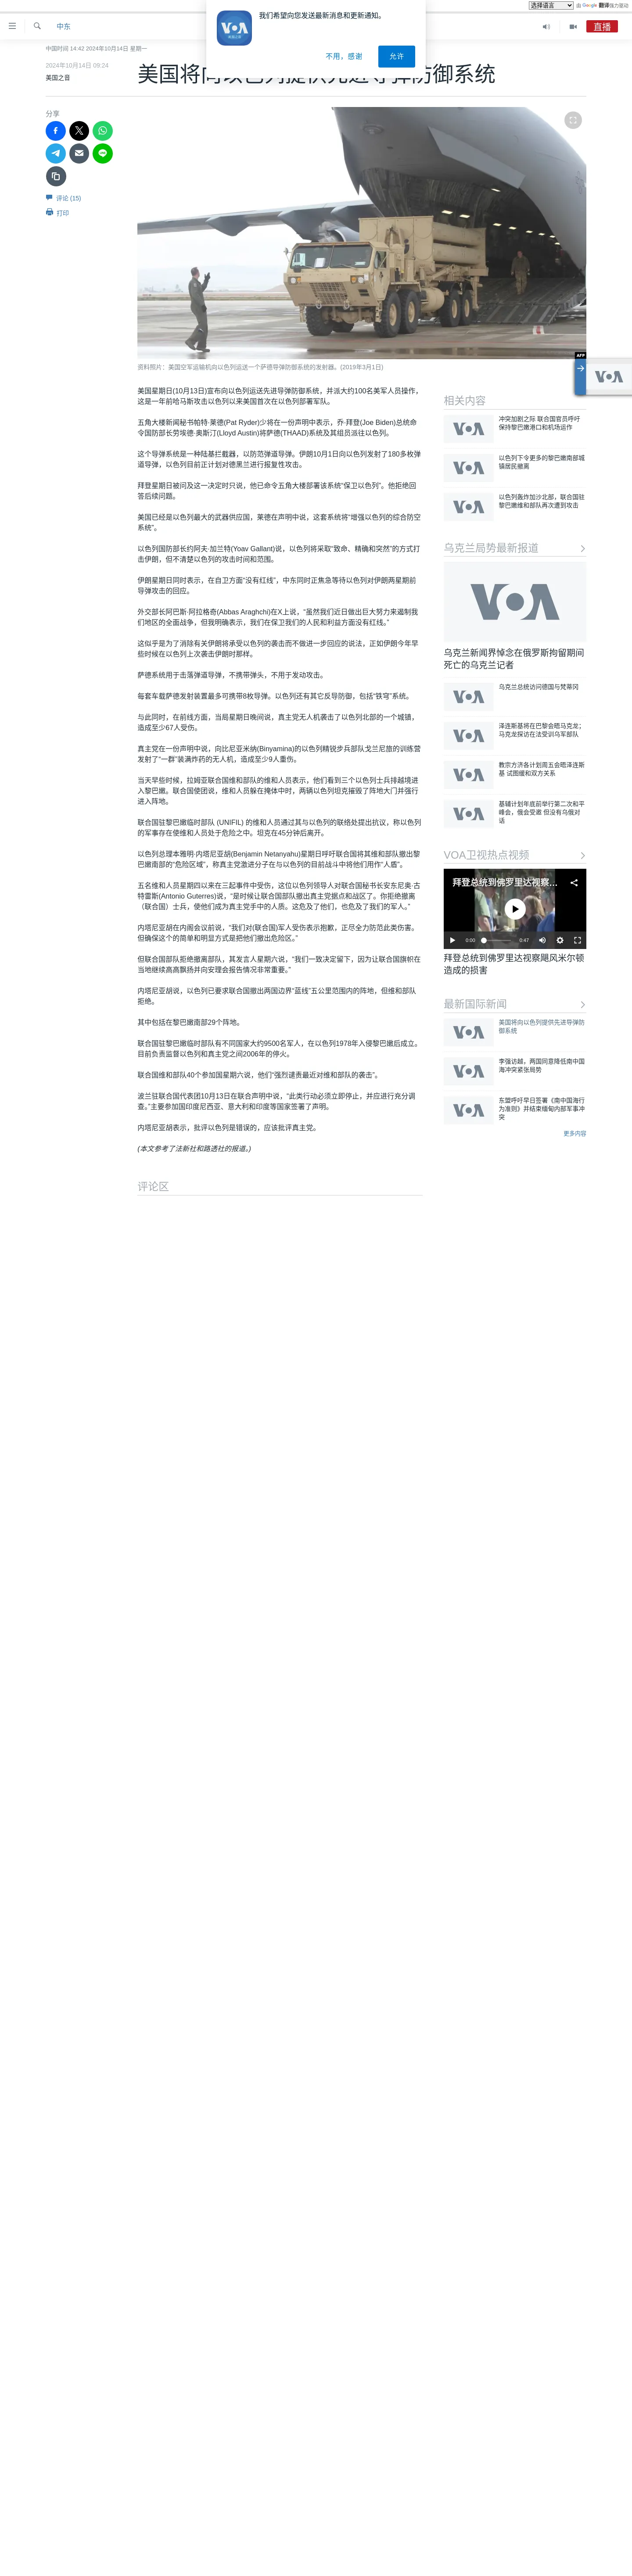 选择语言 由 Google 翻译强力驱动
我们希望向您发送最新消息和更新通知。
不用，感谢
允许
中东
直播
中国时间 14:42 2024年10月14日 星期一
美国将向以色列提供先进导弹防御系统
2024年10月14日 09:24
美国之音
分享
评论 (15)
打印
AFP
资料照片：美国空军运输机向以色列运送一个萨德导弹防御系统的发射器。(2019年3月1日)
美国星期日(10月13日)宣布向以色列运送先进导弹防御系统，并派大约100名美军人员操作，
这是一年前哈马斯攻击以色列以来美国首次在以色列部署军队。
五角大楼新闻秘书帕特·莱德(Pat Ryder)少将在一份声明中表示，乔·拜登(Joe Biden)总统命
令国防部长劳埃德·奥斯汀(Lloyd Austin)将萨德(THAAD)系统及其组员派往以色列。
这个导弹系统是一种陆基拦截器，以防范弹道导弹。伊朗10月1日向以色列发射了180多枚弹
道导弹，以色列目前正计划对德黑兰进行报复性攻击。
拜登星期日被问及这一决定时只说，他已命令五角大楼部署该系统“保卫以色列”。他拒绝回
答后续问题。
美国已经是以色列最大的武器供应国，莱德在声明中说，这套系统将“增强以色列的综合防空
系统”。
以色列国防部长约阿夫·加兰特(Yoav Gallant)说，以色列将采取“致命、精确和突然”的方式打
击伊朗，但不清楚以色列的攻击时间和范围。
伊朗星期日同时表示，在自卫方面“没有红线”，中东同时正焦急等待以色列对伊朗两星期前
导弹攻击的回应。
外交部长阿巴斯·阿拉格奇(Abbas Araghchi)在X上说，“虽然我们近日做出巨大努力来遏制我
们地区的全面战争，但我明确表示，我们在保卫我们的人民和利益方面没有红线。”
这似乎是为了消除有关伊朗将承受以色列的袭击而不做进一步回应的说法，正如伊朗今年早
些时候在以色列上次袭击伊朗时那样。
萨德系统用于击落弹道导弹，不携带弹头，不用于发动攻击。
每套车载萨德发射装置最多可携带8枚导弹。以色列还有其它反导防御，包括“铁穹”系统。
与此同时，在前线方面，当局星期日晚间说，真主党无人机袭击了以色列北部的一个城镇，
造成至少67人受伤。
真主党在一份声明中说，向比尼亚米纳(Binyamina)的以色列精锐步兵部队戈兰尼旅的训练营
发射了“一群”装满炸药的无人机，造成至少9人重伤。
当天早些时候，拉姆亚联合国维和部队的维和人员表示，他们看到三个以色列士兵排越境进
入黎巴嫩。联合国使团说，维和人员躲在掩体中时，两辆以色列坦克摧毁了阵地大门并强行
进入阵地。
联合国驻黎巴嫩临时部队 (UNIFIL) 的维和人员通过其与以色列的联络处提出抗议，称以色列
的军事存在使维和人员处于危险之中。坦克在45分钟后离开。
以色列总理本雅明·内塔尼亚胡(Benjamin Netanyahu)星期日呼吁联合国将其维和部队撤出黎
巴嫩南部的“危险区域”，称真主党激进分子在与以色列的目前战斗中将他们用作“人盾”。
五名维和人员星期四以来在三起事件中受伤，这位以色列领导人对联合国秘书长安东尼奥·古
特雷斯(Antonio Guterres)说，“是时候让联合国部队撤出真主党据点和战区了。你拒绝撤离
（联合国）士兵，使他们成为真主党手中的人质。这危及了他们，也危及了我们的军人。”
内塔尼亚胡在内阁会议前说，“我们对(联合国)军人受伤表示抱歉，正尽全力防范此类伤害。
但确保这个的简单和明显方式是把他们撤出危险区。”
但联合国部队拒绝撤离部队，其发言人星期六说，“我们一致决定留下，因为让联合国旗帜在
当地继续高高飘扬并向安理会报告情况非常重要。”
内塔尼亚胡说，以色列已要求联合国撤出两国边界“蓝线”五公里范围内的阵地，但维和部队
拒绝。
其中包括在黎巴嫩南部29个阵地。
联合国驻黎巴嫩临时部队有不同国家大约9500名军人，在以色列1978年入侵黎巴嫩后成立。
目前负责监督以色列和真主党之间2006年的停火。
联合国维和部队40个参加国星期六说，他们“强烈谴责最近对维和部队的袭击”。
波兰驻联合国代表团10月13日在联合声明中说，“此类行动必须立即停止，并应进行充分调
查。”主要参加国印度尼西亚、意大利和印度等国家签署了声明。
内塔尼亚胡表示，批评以色列是错误的，应该批评真主党。
(本文参考了法新社和路透社的报道。)
评论区
相关内容
冲突加剧之际 联合国官员呼吁
保持黎巴嫩港口和机场运作
以色列下令更多的黎巴嫩南部城
镇居民撤离
以色列轰炸加沙北部，联合国驻
黎巴嫩维和部队再次遭到攻击
乌克兰局势最新报道
乌克兰新闻界悼念在俄罗斯拘留期间
死亡的乌克兰记者
乌克兰总统访问德国与梵蒂冈
泽连斯基将在巴黎会晤马克龙；
马克龙探访在法受训乌军部队
教宗方济各计划周五会晤泽连斯
基 试图缓和双方关系
基辅计划年底前举行第二次和平
峰会，俄会受邀 但没有乌俄对
话
VOA卫视热点视频
拜登总统到佛罗里达视察...
0:00 0:47
拜登总统到佛罗里达视察飓风米尔顿
造成的损害
最新国际新闻
美国将向以色列提供先进导弹防
御系统
李强访越，两国同意降低南中国
海冲突紧张局势
东盟呼吁早日签署《南中国海行
为准则》并结束缅甸内部军事冲
突
更多内容